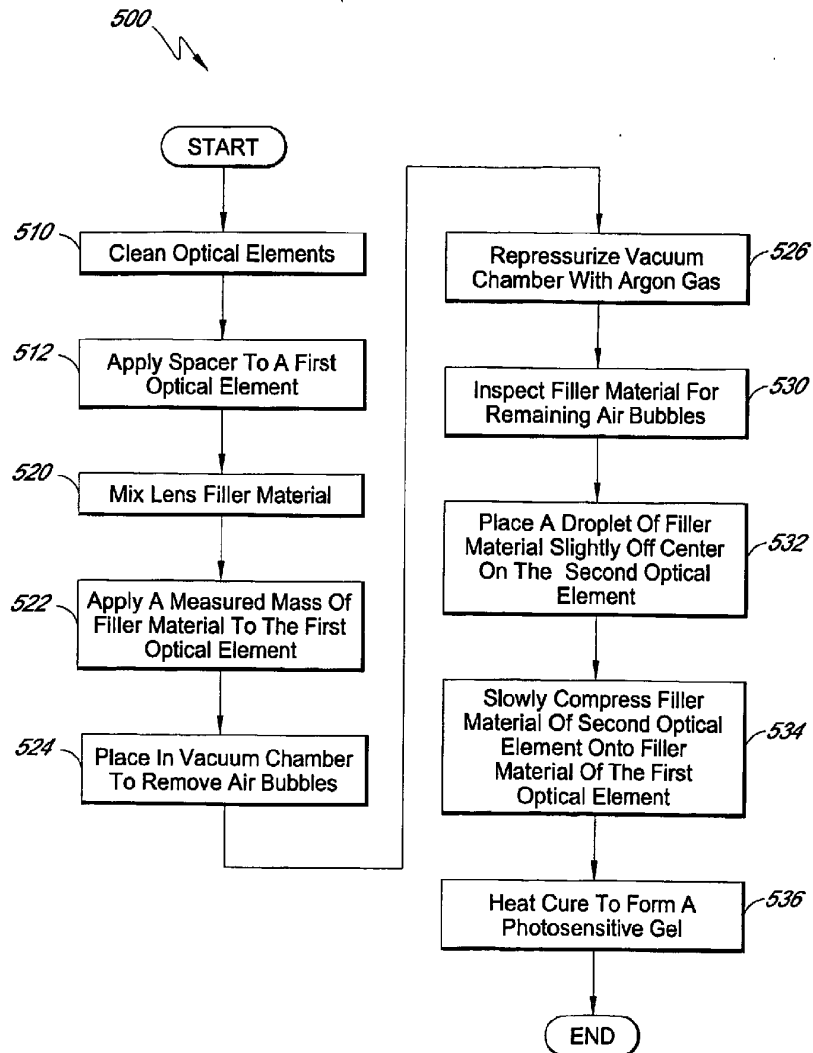 500
START
510
Clean Optical Elements
512
Apply Spacer To A First
Optical Element
520
Mix Lens Filler Material
522
Apply A Measured Mass Of
Filler Material To The First
Optical Element
524
Place In Vacuum Chamber
To Remove Air Bubbles
Repressurize Vacuum
Chamber With Argon Gas
526
Inspect Filler Material For
Remaining Air Bubbles
530
Place A Droplet Of Filler
Material Slightly Off Center
On The Second Optical
Element
532
Slowly Compress Filler
Material Of Second Optical
Element Onto Filler
Material Of The First
Optical Element
534
Heat Cure To Form A
Photosensitive Gel
536
END